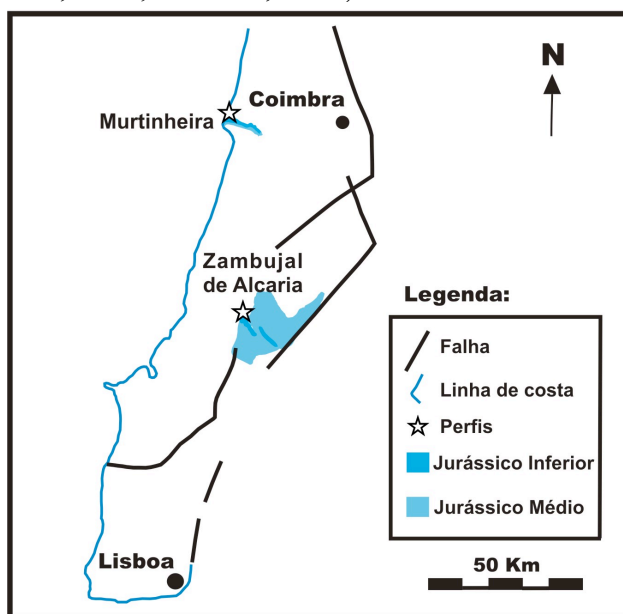 N
Coimbra
Murtinheira
Zambujal
de Alcaria
Legenda:
Falha
Linha de costa
Perfis
Jurássico Inferior
Jurássico Médio
Lisboa
50 Km